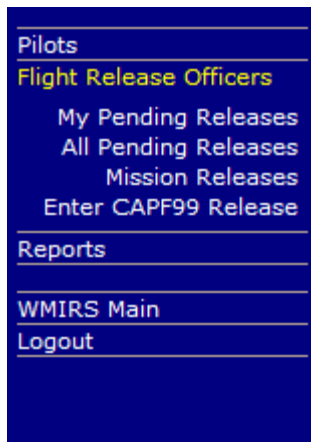 Pilots
Flight Release Officers
My Pending Releases
All Pending Releases
Mission Releases
Enter CAPF99 Release
Reports
WMIRS Main
Logout